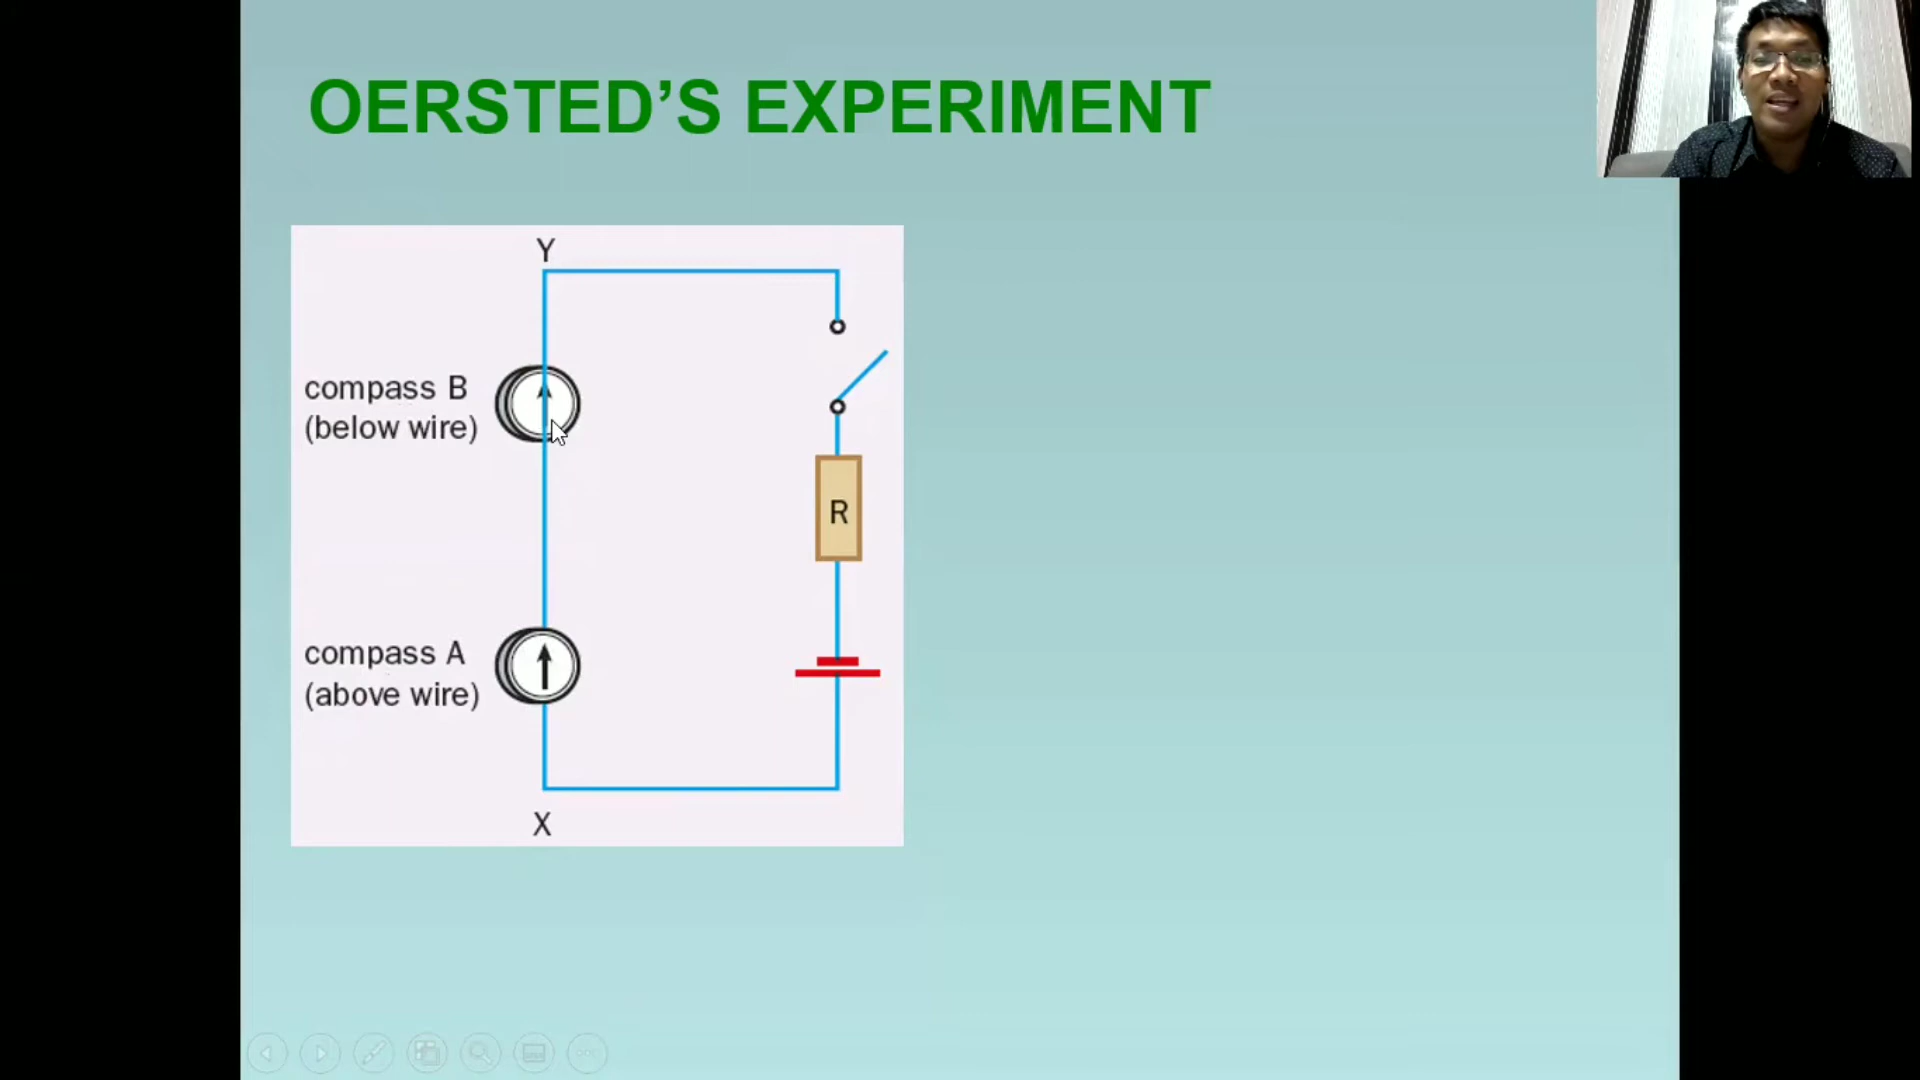 OERSTED’S EXPERIMENT
Y
compass B
(below wire)
R
compass A
(above wire)
X